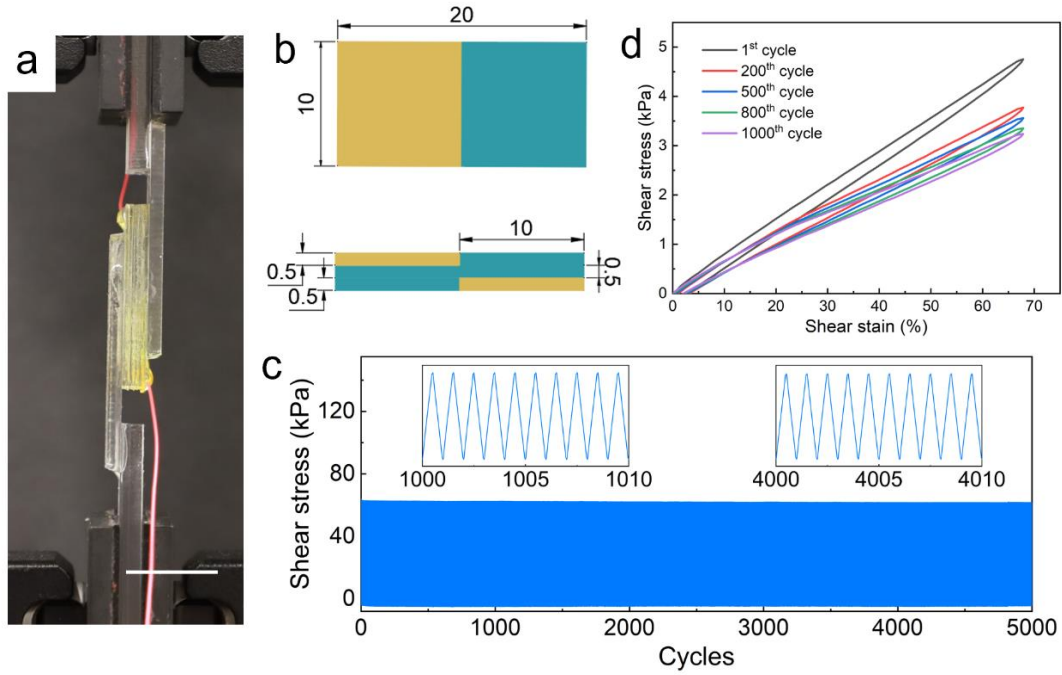 a
b
20
10
10
0.5
0.5
0.5
d
5
4
3
2
1
0
Shear stress (kPa)
1st cycle
200th cycle
500th cycle
800th cycle
1000th cycle
0 10 20 30 40 50 60 70
Shear stain (%)
c
Shear stress (kPa)
120
80
40
0
1000 1005 1010
4000 4005 4010
0 1000 2000 3000 4000 5000
Cycles